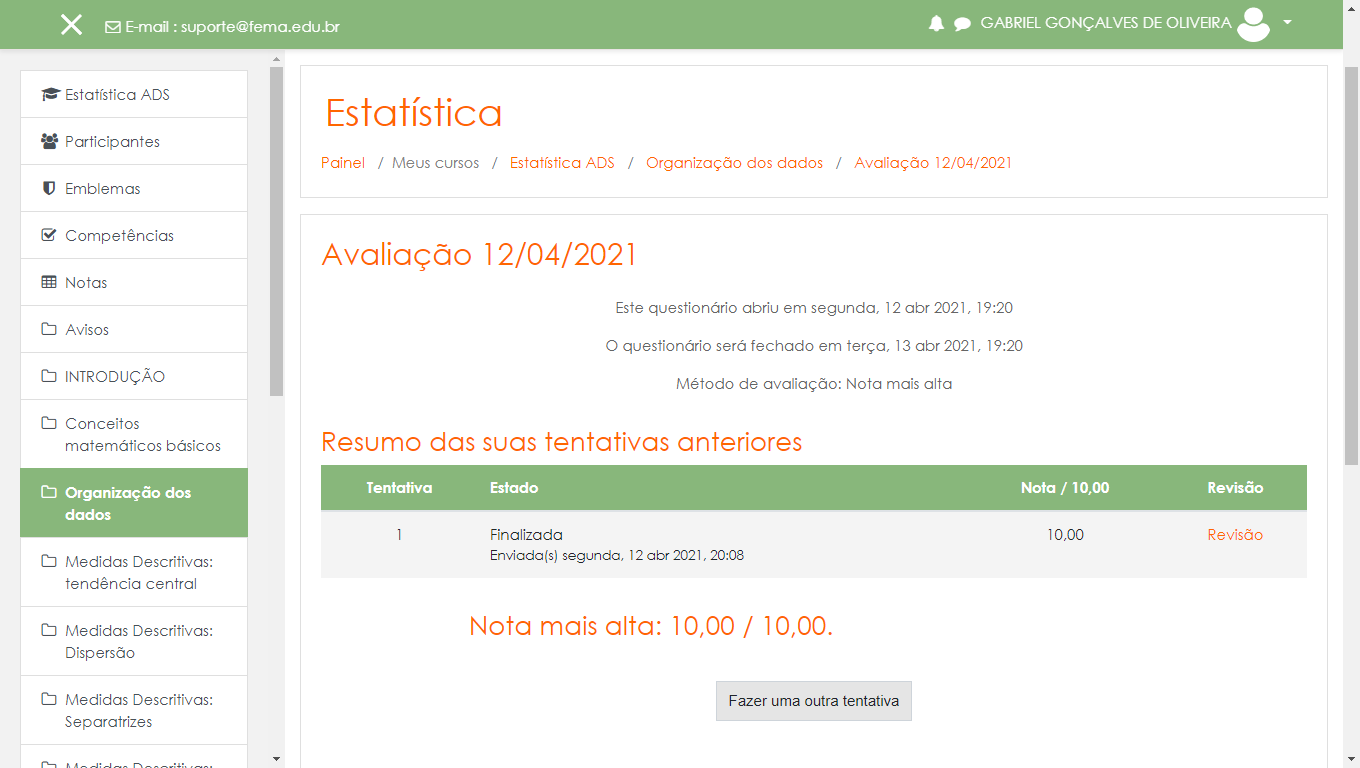 E-mail : suporte@fema.edu.br
GABRIEL GONÇALVES DE OLIVEIRA
Estatística ADS
Participantes
Emblemas
Competências
Notas
Avisos
INTRODUÇÃO
Conceitos
matemáticos básicos
Organização dos
dados
Medidas Descritivas:
tendência central
Medidas Descritivas:
Dispersão
Medidas Descritivas:
Separatrizes
Medidas Descritivas:
Estatística
Painel / Meus cursos / Estatística ADS / Organização dos dados / Avaliação 12/04/2021
Avaliação 12/04/2021
Este questionário abriu em segunda, 12 abr 2021, 19:20
O questionário será fechado em terça, 13 abr 2021, 19:20
Método de avaliação: Nota mais alta
Resumo das suas tentativas anteriores
Tentativa Estado Nota / 10,00 Revisão
1 Finalizada 10,00 Revisão
Enviada(s) segunda, 12 abr 2021, 20:08
Nota mais alta: 10,00 / 10,00.
Fazer uma outra tentativa